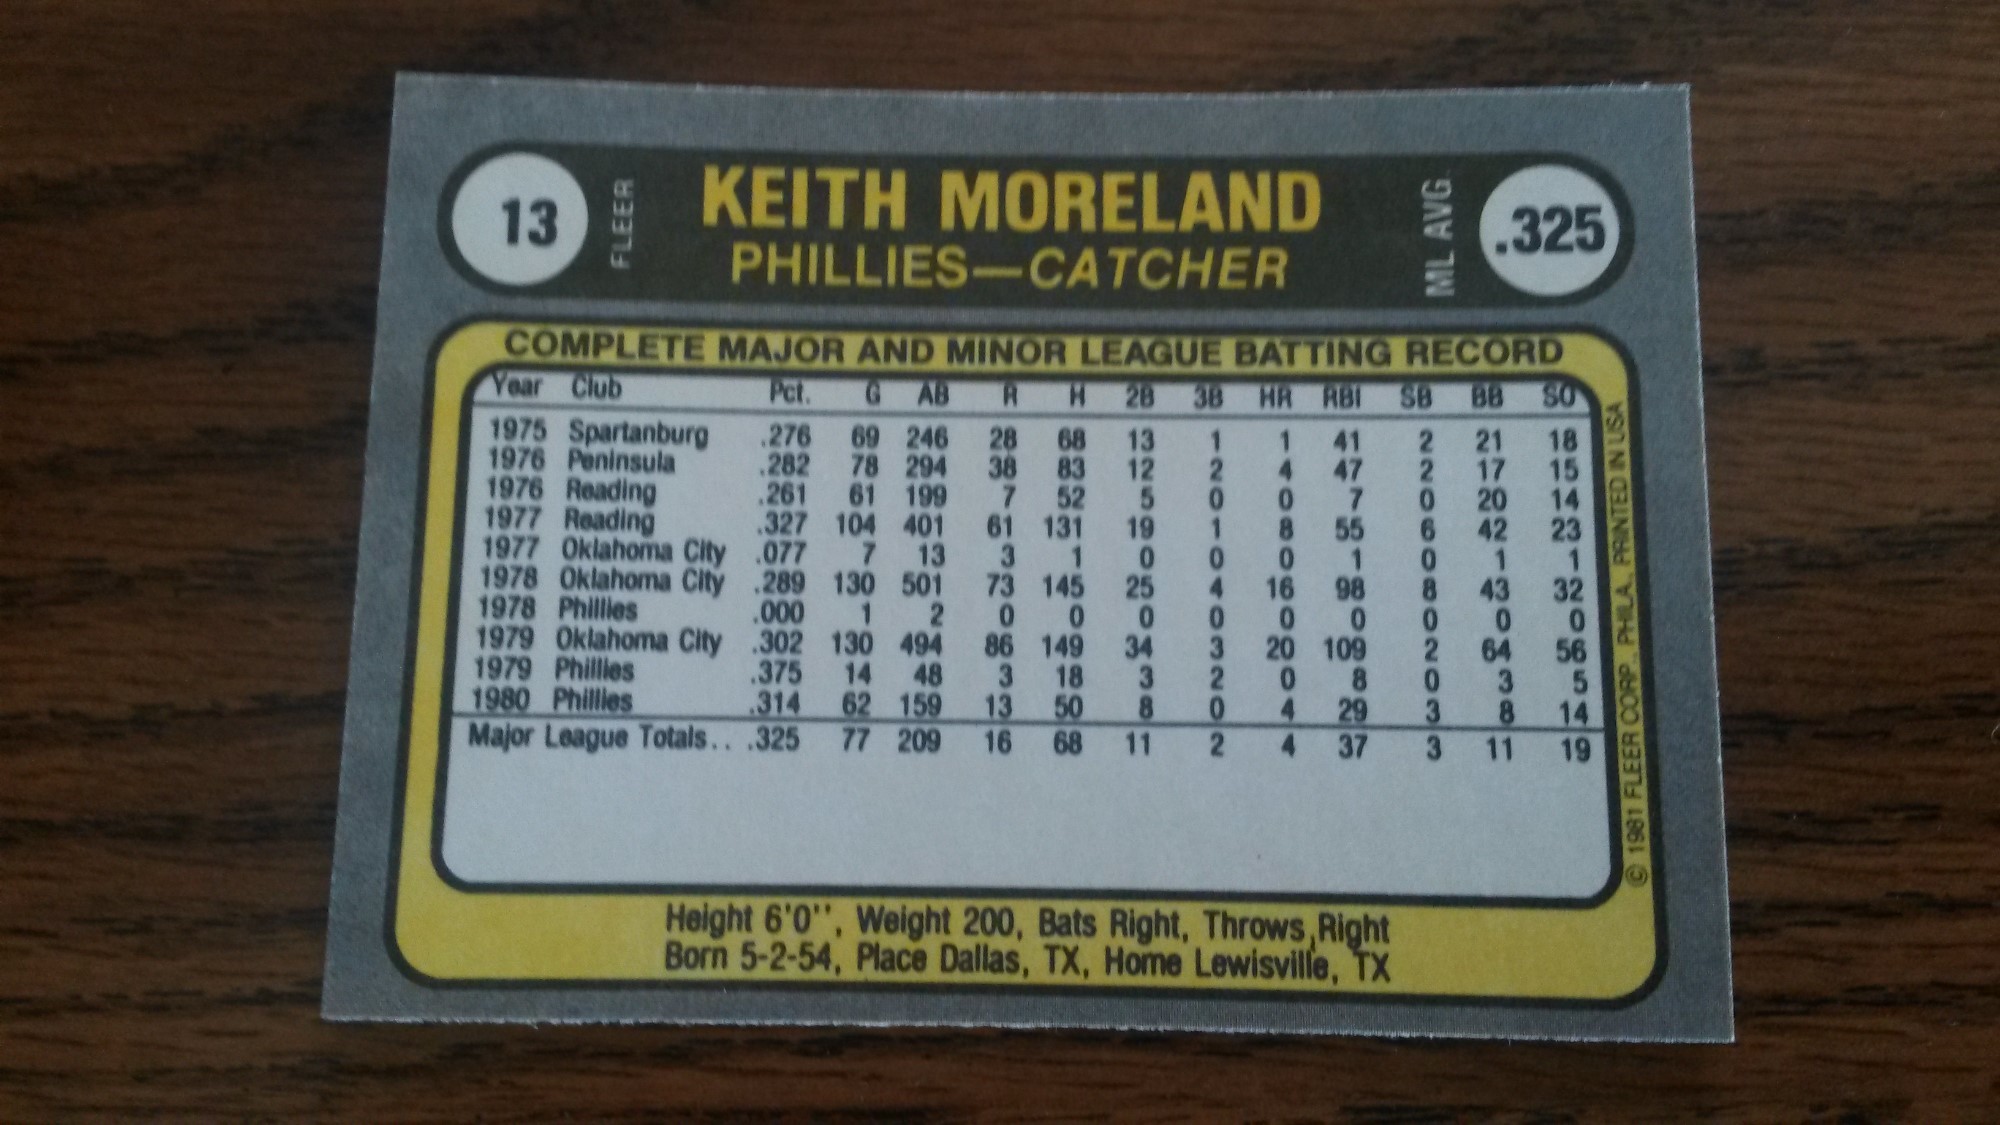 13 FLEER KEITH MORELAND ML AVG. .325
PHILLIES—CATCHER
COMPLETE MAJOR AND MINOR LEAGUE BATTING RECORD
Year Club Pct. G AB R H 2B 3B HR RBI SB BB SO
1975 Spartanburg .276 69 246 28 68 13 1 1 41 2 21 18
1976 Peninsula .282 78 294 38 83 12 2 4 47 2 17 15
1976 Reading .261 61 199 7 52 5 0 0 7 0 20 14
1977 Reading .327 104 401 61 131 19 1 8 55 6 42 23
1977 Oklahoma City .077 7 13 3 1 0 0 0 1 0 1 1
1978 Oklahoma City .289 130 501 73 145 25 4 16 98 8 43 32
1978 Phillies .000 1 2 0 0 0 0 0 0 0 0 0
1979 Oklahoma City .302 130 494 86 149 34 3 20 109 2 64 56
1979 Phillies .375 14 48 3 18 3 2 0 8 0 3 5
1980 Phillies .314 62 159 13 50 8 0 4 29 3 8 14
Major League Totals.. .325 77 209 16 68 11 2 4 37 3 11 19
© 1981 FLEER CORP., PHILA., PRINTED IN USA
Height 6'0'', Weight 200, Bats Right, Throws,Right
Born 5-2-54, Place Dallas, TX, Home Lewisville, TX